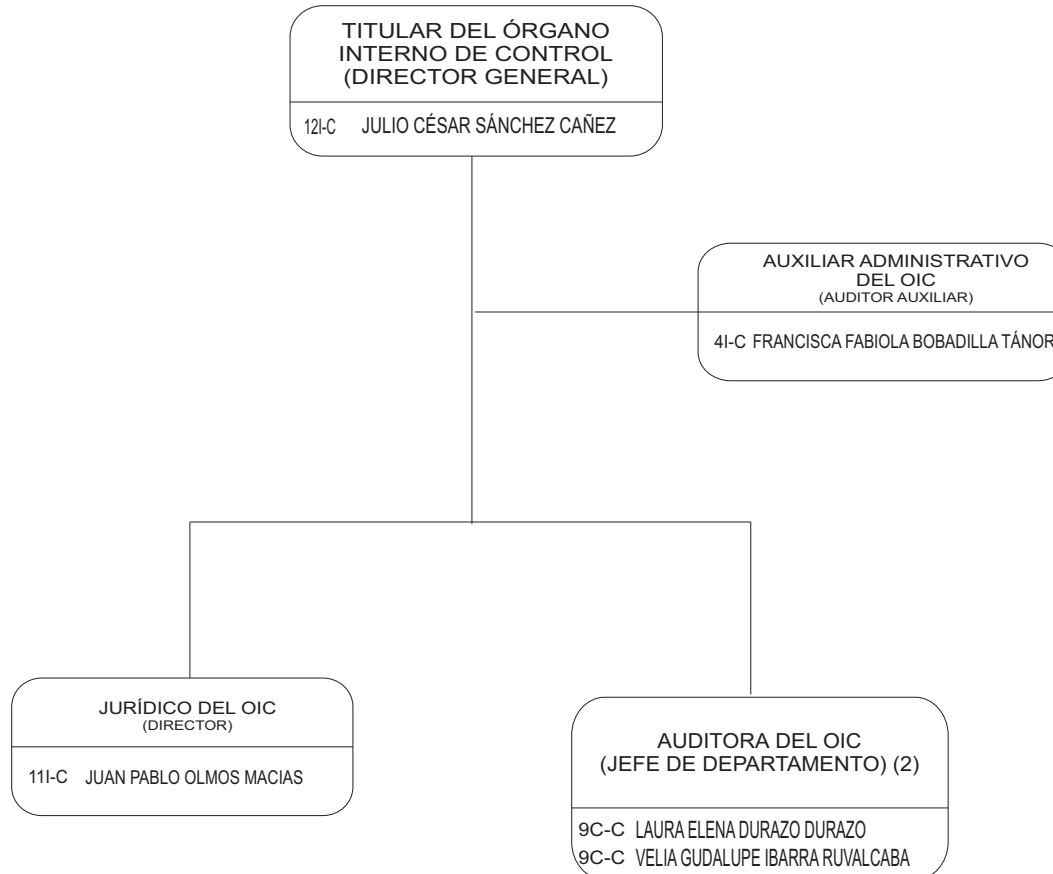 TITULAR DEL ÓRGANO
INTERNO DE CONTROL
(DIRECTOR GENERAL)
12I-C JULIO CÉSAR SÁNCHEZ CAÑEZ
AUXILIAR ADMINISTRATIVO
DEL OIC
(AUDITOR AUXILIAR)
4I-C FRANCISCA FABIOLA BOBADILLA TÁNOR
JURÍDICO DEL OIC
(DIRECTOR)
11I-C JUAN PABLO OLMOS MACIAS
AUDITORA DEL OIC
(JEFE DE DEPARTAMENTO) (2)
9C-C LAURA ELENA DURAZO DURAZO
9C-C VELIA GUDALUPE IBARRA RUVALCABA